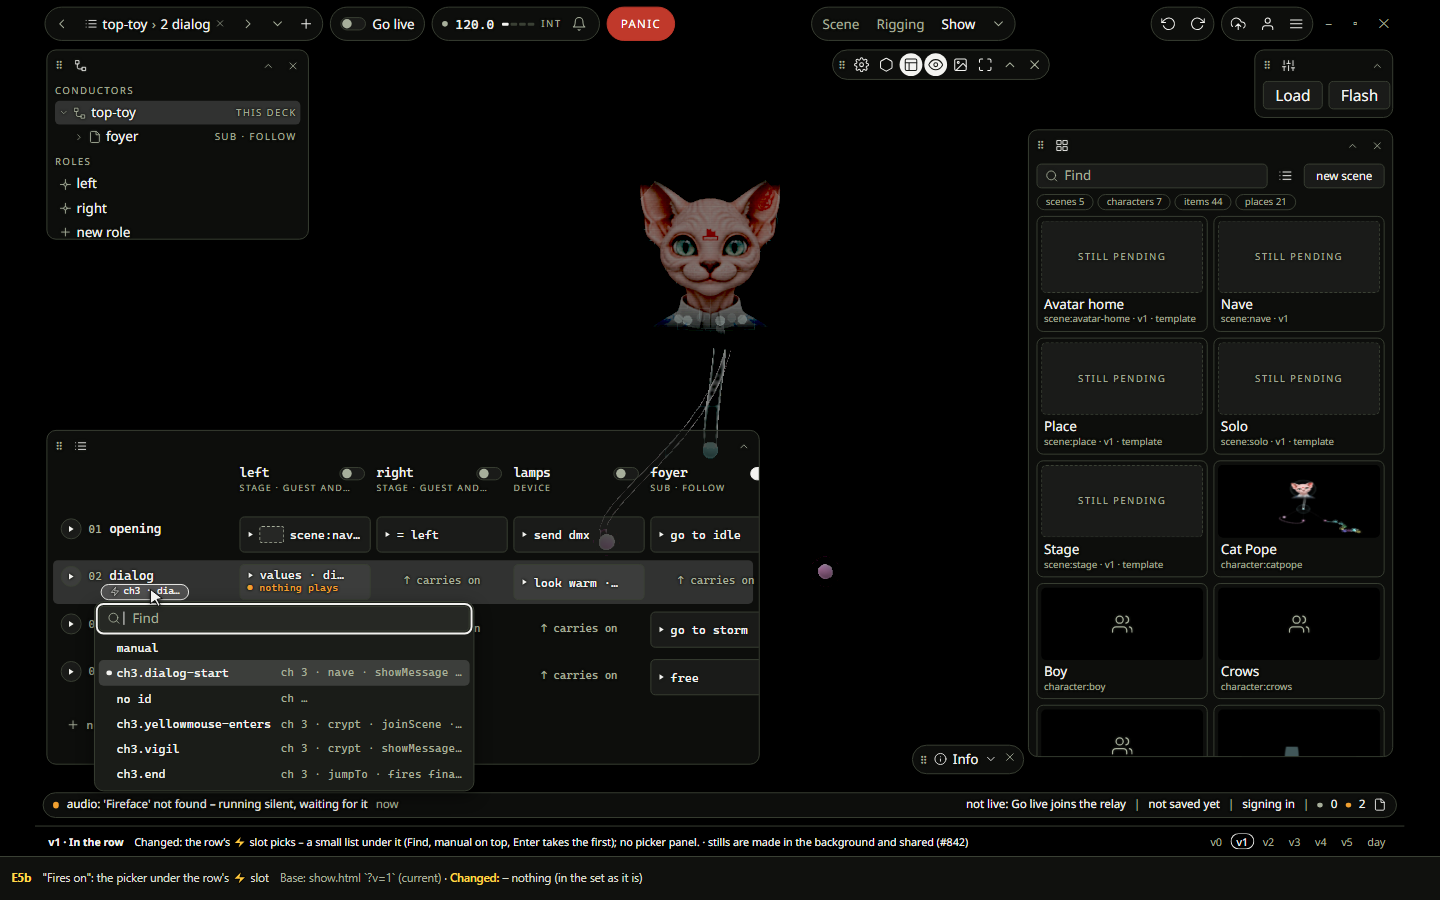 top-toy › 2 dialog ×
Go live
120.0
INT
PANIC
Scene Rigging Show
CONDUCTORS
top-toy THIS DECK
foyer SUB · FOLLOW
ROLES
left
right
new role
Load Flash
Find
new scene
scenes 5 characters 7 items 44 places 21
STILL PENDING STILL PENDING
Avatar home Nave
scene:avatar-home · v1 · template scene:nave · v1
STILL PENDING STILL PENDING
Place Solo
scene:place · v1 · template scene:solo · v1 · template
STILL PENDING
Stage Cat Pope
scene:stage · v1 · template character:catpope
Boy Crows
character:boy character:crows
left right lamps foyer
STAGE · GUEST AND… STAGE · GUEST AND… DEVICE SUB · FOLLOW
01 opening scene:nav… = left send dmx go to idle
02 dialog values · di… ↑ carries on look warm ·… ↑ carries on
nothing plays
ch3 · dia…
↑ carries on go to storm
↑ carries on free
Find
manual
ch3.dialog-start ch 3 · nave · showMessage …
no id ch …
ch3.yellowmouse-enters ch 3 · crypt · joinScene ·…
ch3.vigil ch 3 · crypt · showMessage…
ch3.end ch 3 · jumpTo · fires fina…
Info
audio: 'Fireface' not found – running silent, waiting for it now
not live: Go live joins the relay | not saved yet | signing in | 0 2
v1 · In the row Changed: the row's ⚡ slot picks – a small list under it (Find, manual on top, Enter takes the first); no picker panel. · stills are made in the background and shared (#842)
v0 v1 v2 v3 v4 v5 day
E5b "Fires on": the picker under the row's ⚡ slot Base: show.html `?v=1` (current) · Changed: – nothing (in the set as it is)